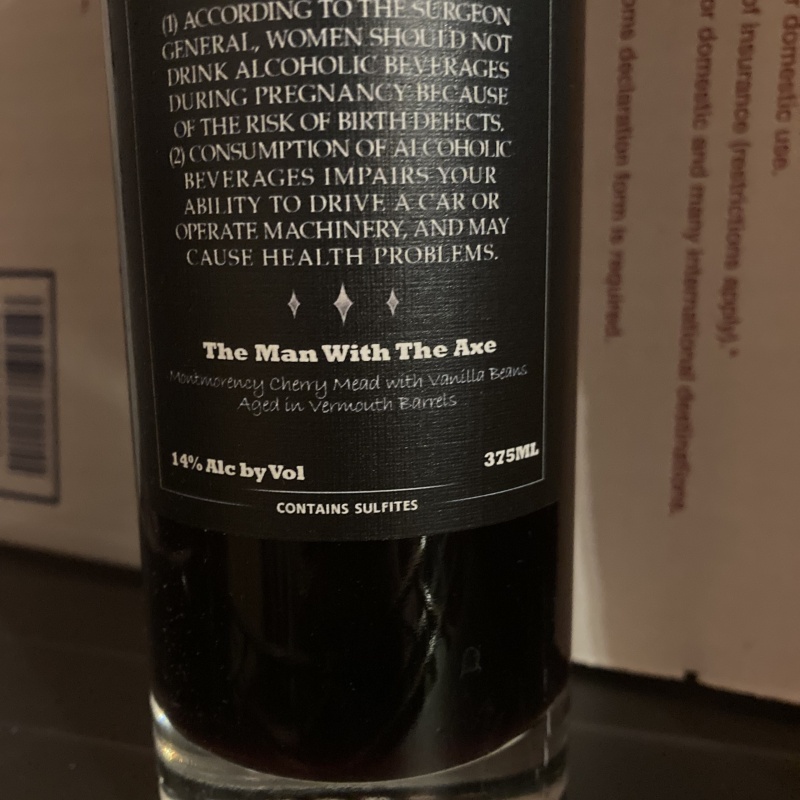 (1) ACCORDING TO THE SURGEON
GENERAL, WOMEN SHOULD NOT
DRINK ALCOHOLIC BEVERAGES
DURING PREGNANCY BECAUSE
OF THE RISK OF BIRTH DEFECTS.
(2) CONSUMPTION OF ALCOHOLIC
BEVERAGES IMPAIRS YOUR
ABILITY TO DRIVE A CAR OR
OPERATE MACHINERY, AND MAY
CAUSE HEALTH PROBLEMS.
The Man With The Axe
Montmorency Cherry Mead with Vanilla Beans
Aged in Vermouth Barrels
14% Alc by Vol
375ML
CONTAINS SULFITES
domestic use.
of insurance (restrictions apply).*
or domestic and many international destinations.
declaration form is required.